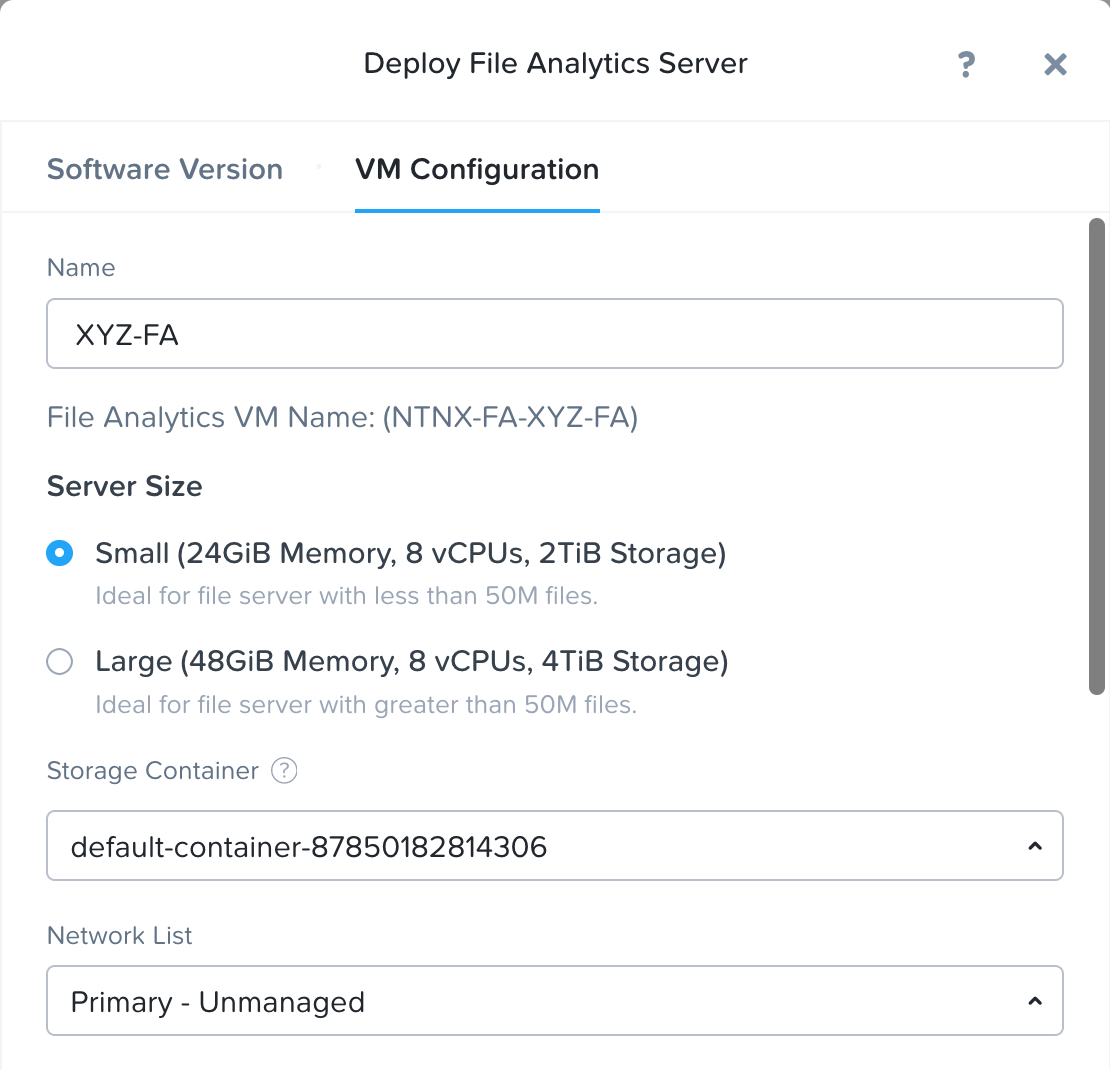 Deploy File Analytics Server
?
Software Version
VM Configuration
Name
XYZ-FA
File Analytics VM Name: (NTNX-FA-XYZ-FA)
Server Size
Small (24GiB Memory, 8 vCPUs, 2TiB Storage)
Ideal for file server with less than 50M files.
Large (48GiB Memory, 8 vCPUs, 4TiB Storage)
Ideal for file server with greater than 50M files.
Storage Container ?
default-container-87850182814306
Network List
Primary - Unmanaged